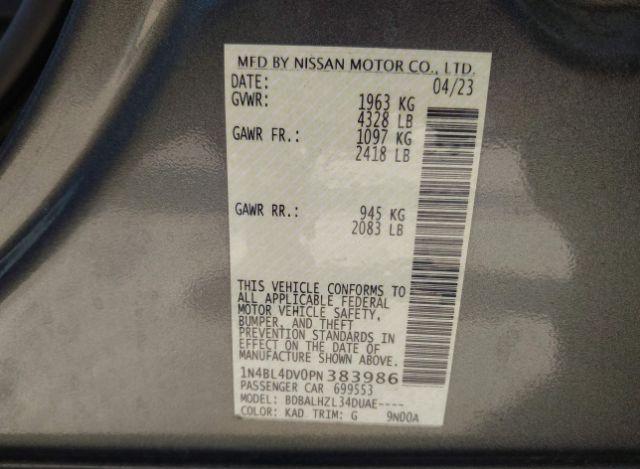 MFD BY NISSAN MOTOR CO., LTD.
DATE: 04/23
GVWR: 1963 KG
4328 LB
GAWR FR.: 1097 KG
2418 LB
GAWR RR.: 945 KG
2083 LB
THIS VEHICLE CONFORMS TO
ALL APPLICABLE FEDERAL
MOTOR VEHICLE SAFETY,
BUMPER, AND THEFT
PREVENTION STANDARDS IN
EFFECT ON THE DATE OF
MANUFACTURE SHOWN ABOVE.
1N4BL4DV0PN383986
PASSENGER CAR 699553
MODEL: BDBALHZL34DUAE----
COLOR: KAD TRIM: G 9N00A